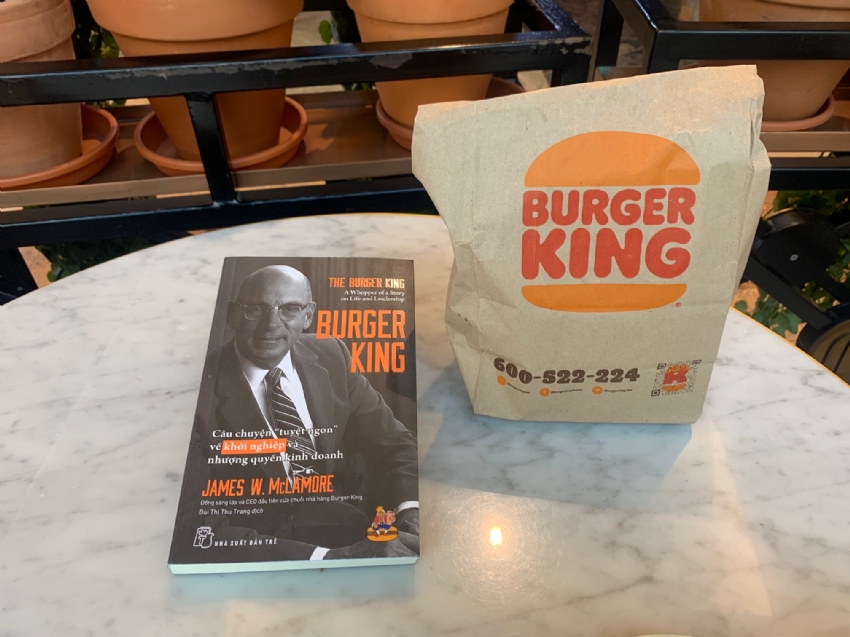 THE BURGER KING
A Whopper of a Story
on Life and Leadership
BURGER
KING
Câu chuyện "tuyệt ngon"
về khởi nghiệp và
nhượng quyền kinh doanh
JAMES W. McLAMORE
Đồng sáng lập và CEO đầu tiên của chuỗi nhà hàng Burger King
Bùi Thị Thu Trang dịch
NHÀ XUẤT BẢN TRẺ
BURGER
KING
®
600-522-224